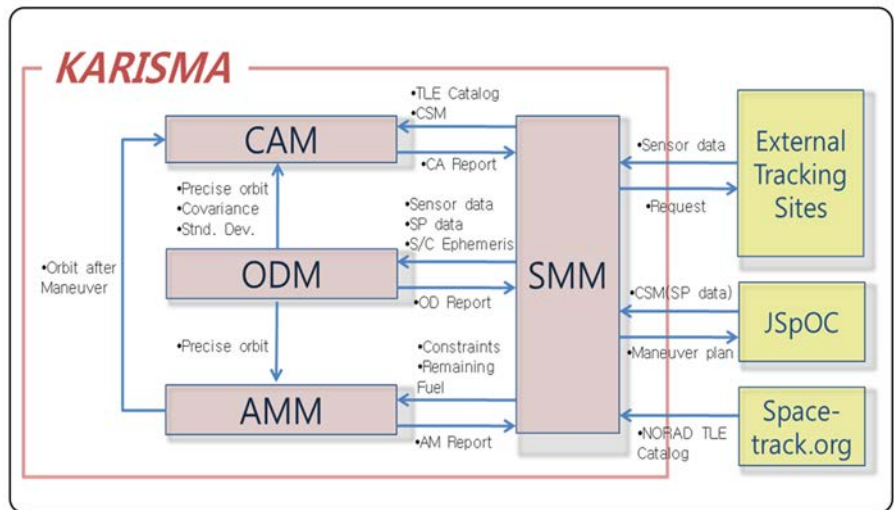 KARISMA
•TLE Catalog
•CSM
CAM
•CA Report
•Precise orbit
•Covariance
•Stnd. Dev.
•Sensor data
•SP data
•S/C Ephemeris
•Orbit after
Maneuver
ODM
•OD Report
•Precise orbit
•Constraints
•Remaining
Fuel
AMM
•AM Report
SMM
•Sensor data
•Request
External
Tracking
Sites
•CSM(SP data)
•Maneuver plan
JSpOC
•NORAD TLE
Catalog
Space-
track.org